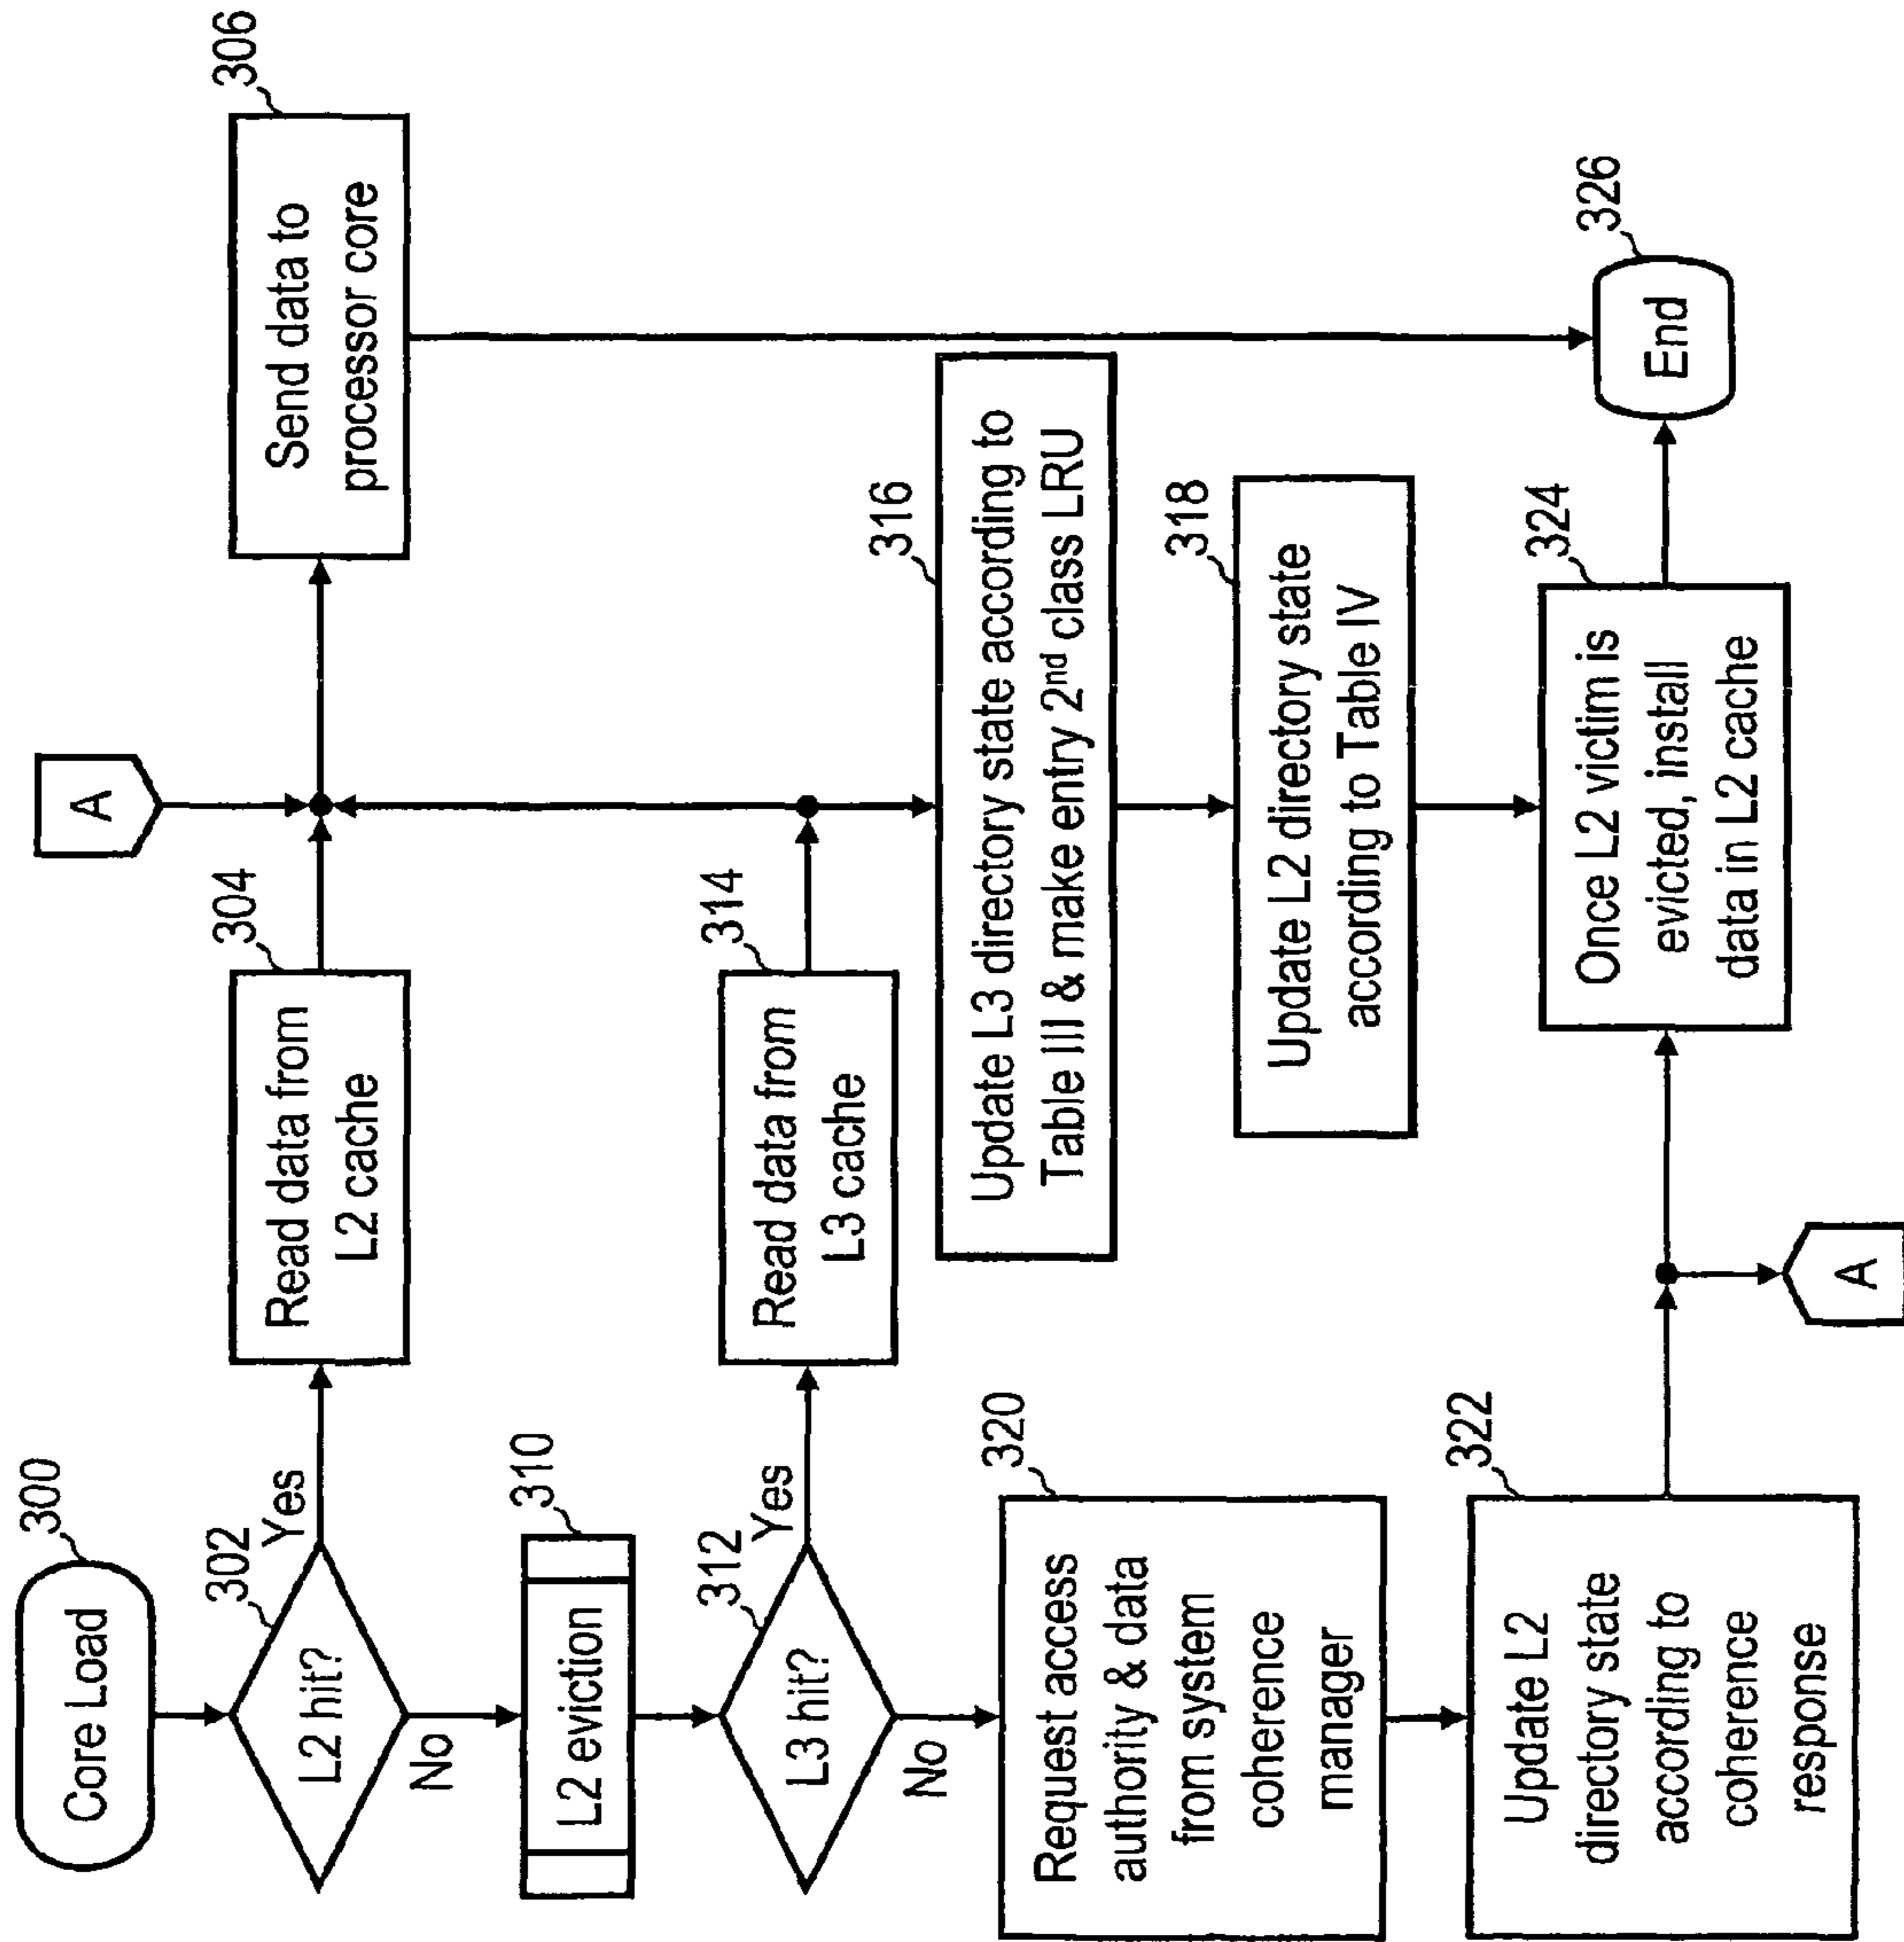 300
Core Load
302
L2 hit?
Yes
No
304
Read data from
L2 cache
A
306
Send data to
processor core
310
L2 eviction
312
L3 hit?
Yes
No
314
Read data from
L3 cache
316
Update L3 directory state according to
Table III & make entry 2nd class LRU
318
Update L2 directory state
according to Table IV
320
Request access
authority & data
from system
coherence
manager
322
Update L2
directory state
according to
coherence
response
A
324
Once L2 victim is
evicted, install
data in L2 cache
326
End